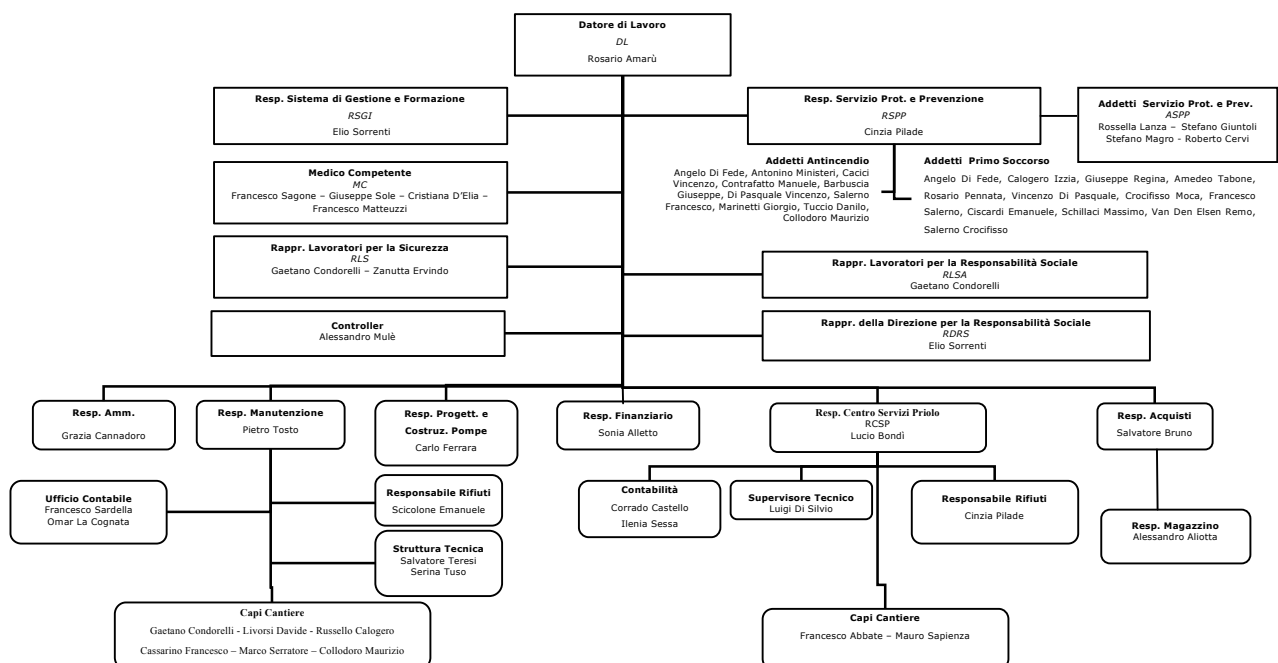 Datore di Lavoro
DL
Rosario Amarù
Resp. Sistema di Gestione e Formazione
RSGI
Elio Sorrenti
Resp. Servizio Prot. e Prevenzione
RSPP
Cinzia Pilade
Addetti Servizio Prot. e Prev.
ASPP
Rossella Lanza – Stefano Giuntoli
Stefano Magro - Roberto Cervi
Medico Competente
MC
Francesco Sagone – Giuseppe Sole – Cristiana D'Elia –
Francesco Matteuzzi
Addetti Antincendio
Angelo Di Fede, Antonino Ministeri, Cacici
Vincenzo, Contrafatto Manuele, Barbuscia
Giuseppe, Di Pasquale Vincenzo, Salerno
Francesco, Marinetti Giorgio, Tuccio Danilo,
Collodoro Maurizio
Addetti Primo Soccorso
Angelo Di Fede, Calogero Izzia, Giuseppe Regina, Amedeo Tabone,
Rosario Pennata, Vincenzo Di Pasquale, Crocifisso Moca, Francesco
Salerno, Ciscardi Emanuele, Schillaci Massimo, Van Den Elsen Remo,
Salerno Crocifisso
Rappr. Lavoratori per la Sicurezza
RLS
Gaetano Condorelli – Zanutta Ervindo
Rappr. Lavoratori per la Responsabilità Sociale
RLSA
Gaetano Condorelli
Controller
Alessandro Mulè
Rappr. della Direzione per la Responsabilità Sociale
RDRS
Elio Sorrenti
Resp. Amm.
Grazia Cannadoro
Resp. Manutenzione
Pietro Tosto
Resp. Progett. e
Costruz. Pompe
Carlo Ferrara
Resp. Finanziario
Sonia Alletto
Resp. Centro Servizi Priolo
RCSP
Lucio Bondì
Resp. Acquisti
Salvatore Bruno
Ufficio Contabile
Francesco Sardella
Omar La Cognata
Responsabile Rifiuti
Scicolone Emanuele
Contabilità
Corrado Castello
Ilenia Sessa
Supervisore Tecnico
Luigi Di Silvio
Responsabile Rifiuti
Cinzia Pilade
Resp. Magazzino
Alessandro Aliotta
Struttura Tecnica
Salvatore Teresi
Serina Tuso
Capi Cantiere
Gaetano Condorelli - Livorsi Davide - Russello Calogero
Cassarino Francesco – Marco Serratore – Collodoro Maurizio
Capi Cantiere
Francesco Abbate – Mauro Sapienza